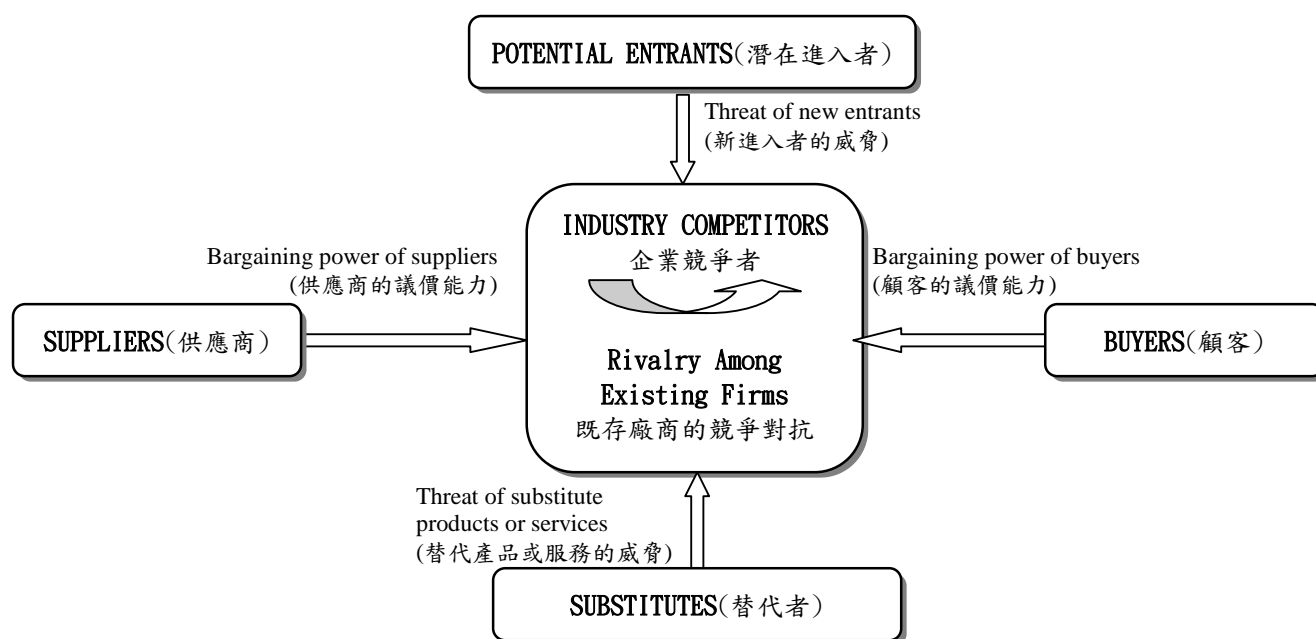 POTENTIAL ENTRANTS(潛在進入者)
Threat of new entrants
(新進入者的威脅)
INDUSTRY COMPETITORS
企業競爭者
Bargaining power of suppliers
(供應商的議價能力)
Bargaining power of buyers
(顧客的議價能力)
SUPPLIERS(供應商)
BUYERS(顧客)
Rivalry Among
Existing Firms
既存廠商的競爭對抗
Threat of substitute
products or services
(替代產品或服務的威脅)
SUBSTITUTES(替代者)